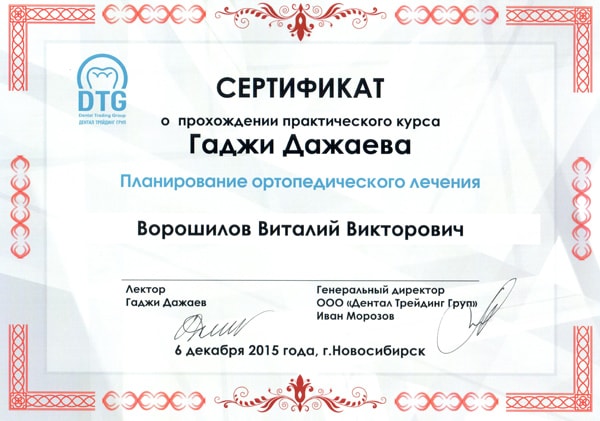 DTG
Dental Trading Group
ДЕНТАЛ ТРЕЙДИНГ ГРУП
СЕРТИФИКАТ
о прохождении практического курса
Гаджи Дажаева
Планирование ортопедического лечения
Ворошилов Виталий Викторович
Лектор
Гаджи Дажаев
Генеральный директор
ООО «Дентал Трейдинг Груп»
Иван Морозов
6 декабря 2015 года, г.Новосибирск